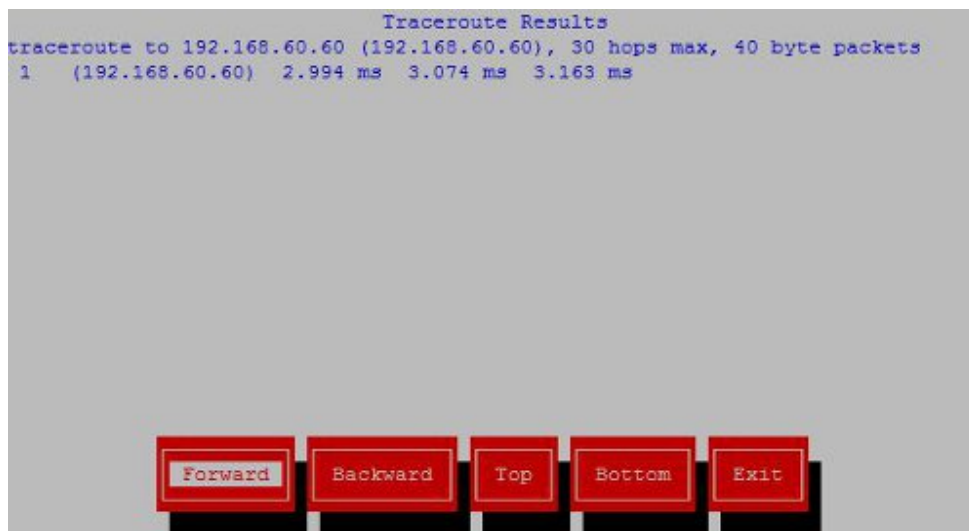 Traceroute Results
traceroute to 192.168.60.60 (192.168.60.60), 30 hops max, 40 byte packets
1 (192.168.60.60) 2.994 ms 3.074 ms 3.163 ms
Forward Backward Top Bottom Exit